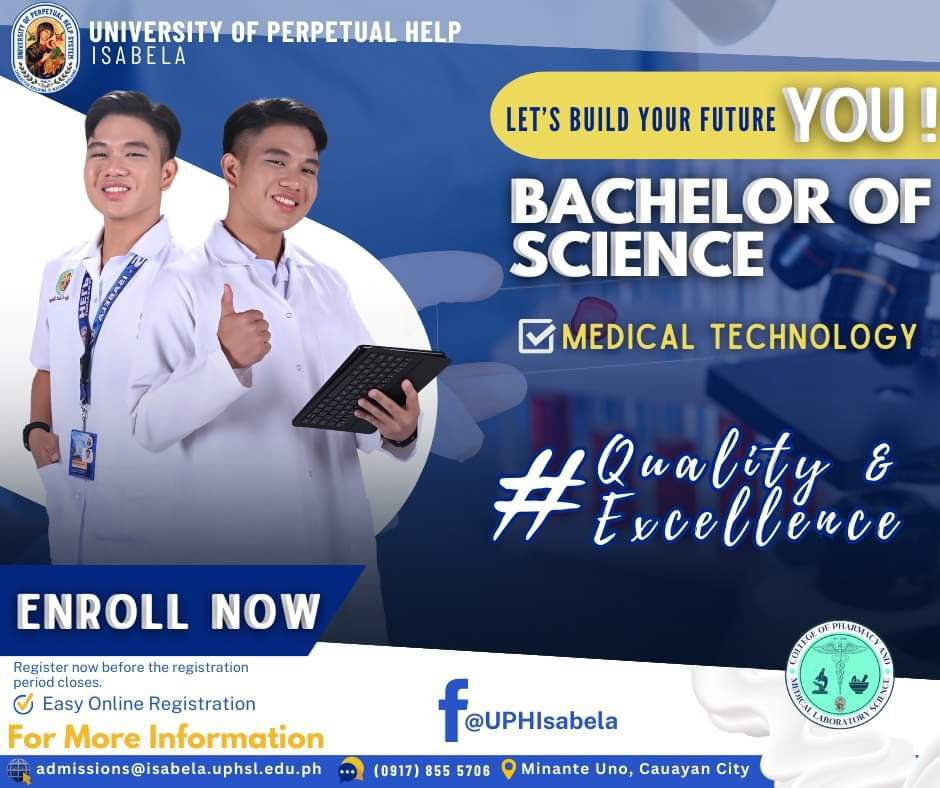 UNIVERSITY OF PERPETUAL HELP
ISABELA
LET'S BUILD YOUR FUTURE YOU !
BACHELOR OF
SCIENCE
MEDICAL TECHNOLOGY
#Quality &
Excellence
ENROLL NOW
Register now before the registration
period closes.
Easy Online Registration
For More Information
@UPHIsabela
COLLEGE OF PHARMACY AND
MEDICAL LABORATORY SCIENCE
admissions@isabela.uphsl.edu.ph (0917) 855 5706 Minante Uno, Cauayan City